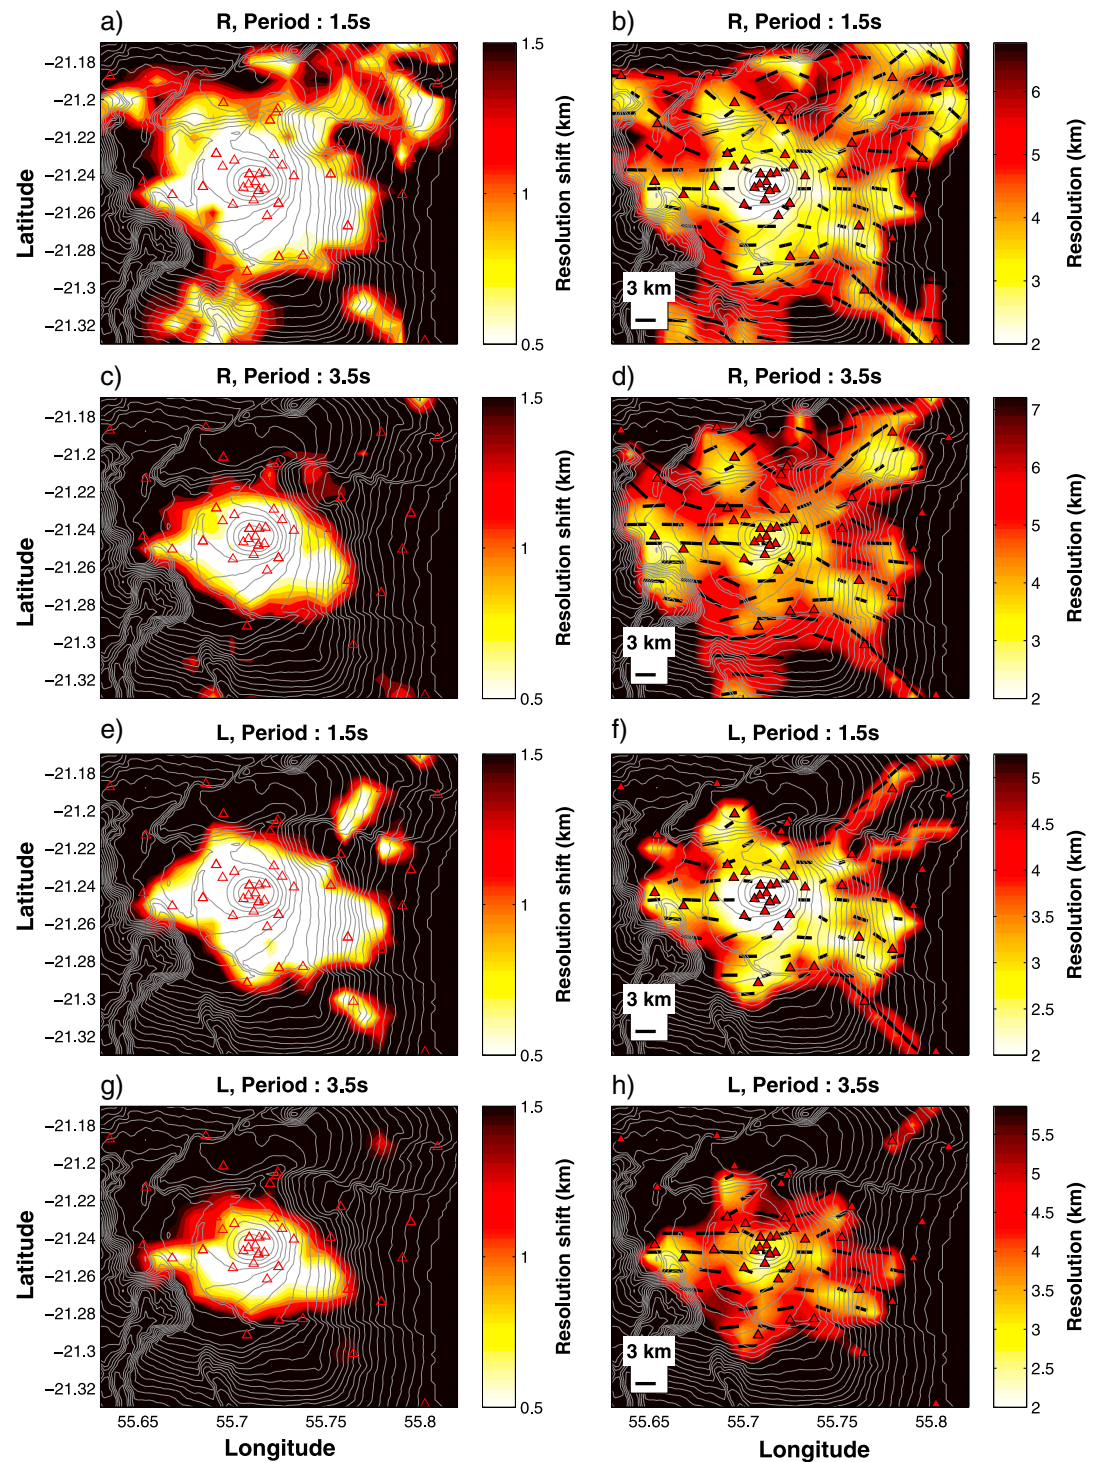 a) R, Period : 1.5s
−21.18
−21.2
−21.22
−21.24
−21.26
−21.28
−21.3
−21.32
Latitude
1.5
1
0.5
Resolution shift (km)
b) R, Period : 1.5s
3 km
6
5
4
3
2
Resolution (km)
c) R, Period : 3.5s
−21.18
−21.2
−21.22
−21.24
−21.26
−21.28
−21.3
−21.32
Latitude
1.5
1
0.5
Resolution shift (km)
d) R, Period : 3.5s
3 km
7
6
5
4
3
2
Resolution (km)
e) L, Period : 1.5s
−21.18
−21.2
−21.22
−21.24
−21.26
−21.28
−21.3
−21.32
Latitude
1.5
1
0.5
Resolution shift (km)
f) L, Period : 1.5s
3 km
5
4.5
4
3.5
3
2.5
2
Resolution (km)
g) L, Period : 3.5s
−21.18
−21.2
−21.22
−21.24
−21.26
−21.28
−21.3
−21.32
Latitude
55.65 55.7 55.75 55.8
Longitude
1.5
1
0.5
Resolution shift (km)
h) L, Period : 3.5s
3 km
55.65 55.7 55.75 55.8
Longitude
5.5
5
4.5
4
3.5
3
2.5
2
Resolution (km)